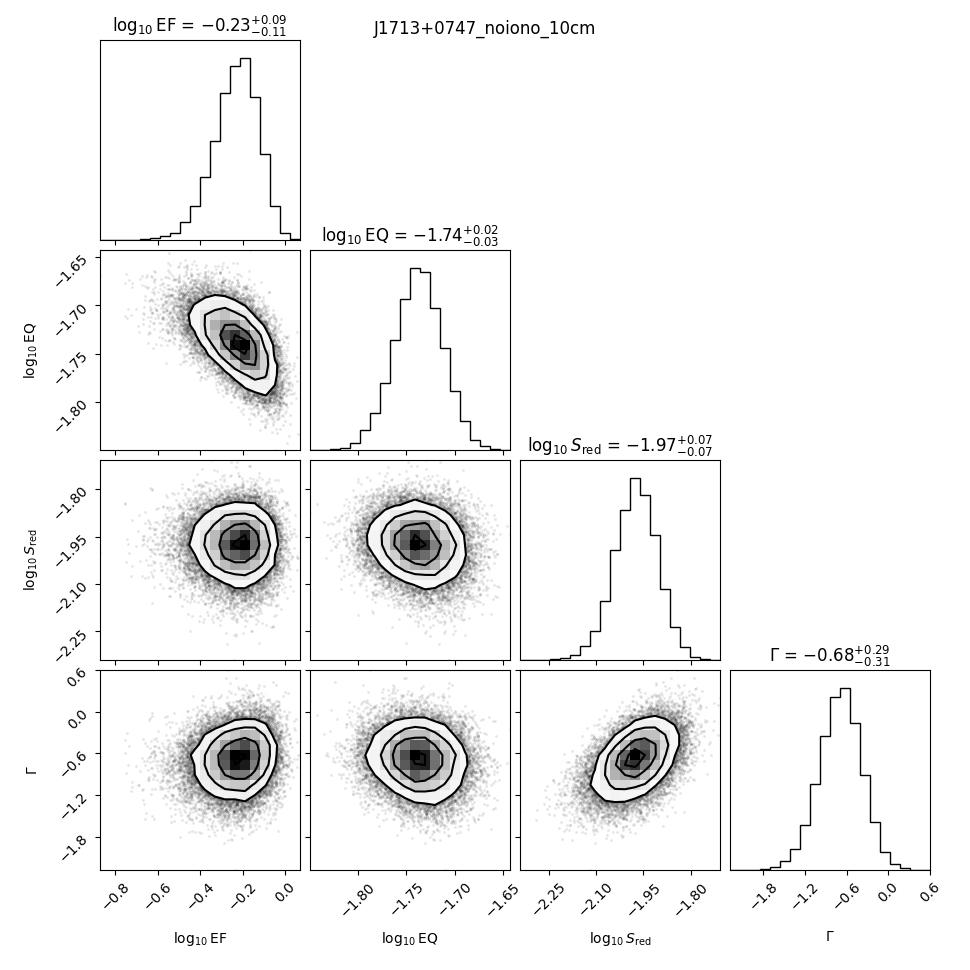 log₁₀ EF = −0.23⁺⁰·⁰⁹₋₀.₁₁
J1713+0747_noiono_10cm
log₁₀ EQ = −1.74⁺⁰·⁰²₋₀.₀₃
−1.65
−1.70
−1.75
−1.80
log₁₀ EQ
log₁₀ S_red = −1.97⁺⁰·⁰⁷₋₀.₀₇
−1.80
−1.95
−2.10
−2.25
log₁₀ S_red
Γ = −0.68⁺⁰·²⁹₋₀.₃₁
0.6
0.0
−0.6
−1.2
−1.8
Γ
−0.8 −0.6 −0.4 −0.2 0.0
−1.80 −1.75 −1.70 −1.65
−2.25 −2.10 −1.95 −1.80
−1.8 −1.2 −0.6 0.0 0.6
log₁₀ EF
log₁₀ EQ
log₁₀ S_red
Γ